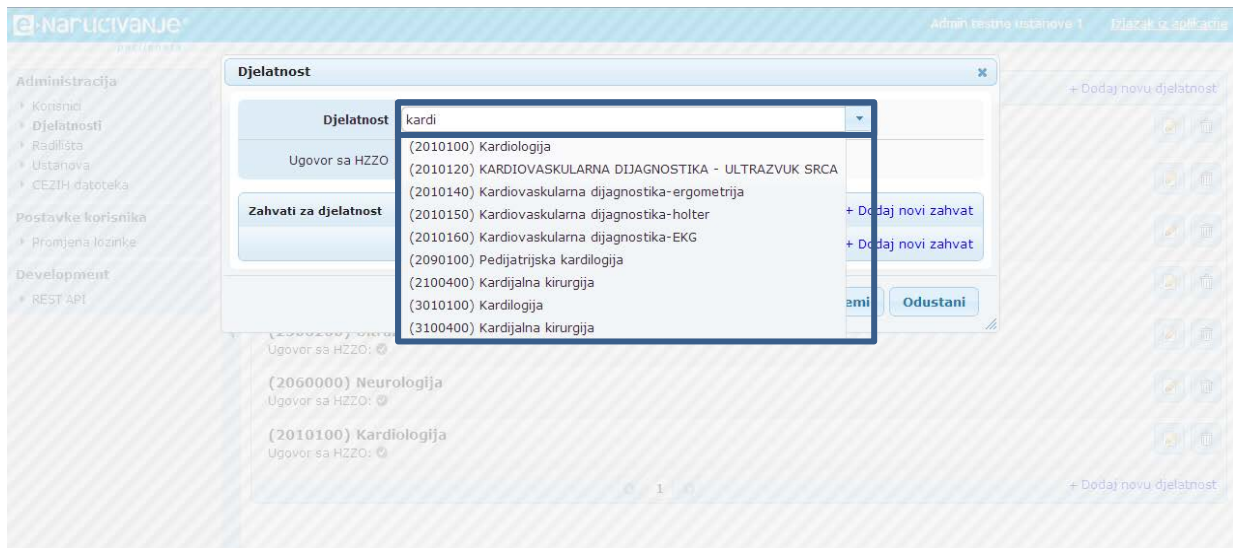 e-Naručivanje
pacijenata
Admin testne ustanove 1 Izlazak iz aplikacije
Administracija
Korisnici
Djelatnosti
Radilišta
Ustanova
CEZIH datoteka
Postavke korisnika
Promjena lozinke
Development
REST API
+ Dodaj novu djelatnost
Djelatnost
Djelatnost kardi
Ugovor sa HZZO
(2010100) Kardiologija
(2010120) KARDIOVASKULARNA DIJAGNOSTIKA - ULTRAZVUK SRCA
(2010140) Kardiovaskularna dijagnostika-ergometrija
(2010150) Kardiovaskularna dijagnostika-holter
(2010160) Kardiovaskularna dijagnostika-EKG
(2090100) Pedijatrijska kardilogija
(2100400) Kardijalna kirurgija
(3010100) Kardilogija
(3100400) Kardijalna kirurgija
Zahvati za djelatnost + Dodaj novi zahvat
+ Dodaj novi zahvat
Odustani
Ugovor sa HZZO:
(2060000) Neurologija
Ugovor sa HZZO:
(2010100) Kardiologija
Ugovor sa HZZO:
1
+ Dodaj novu djelatnost